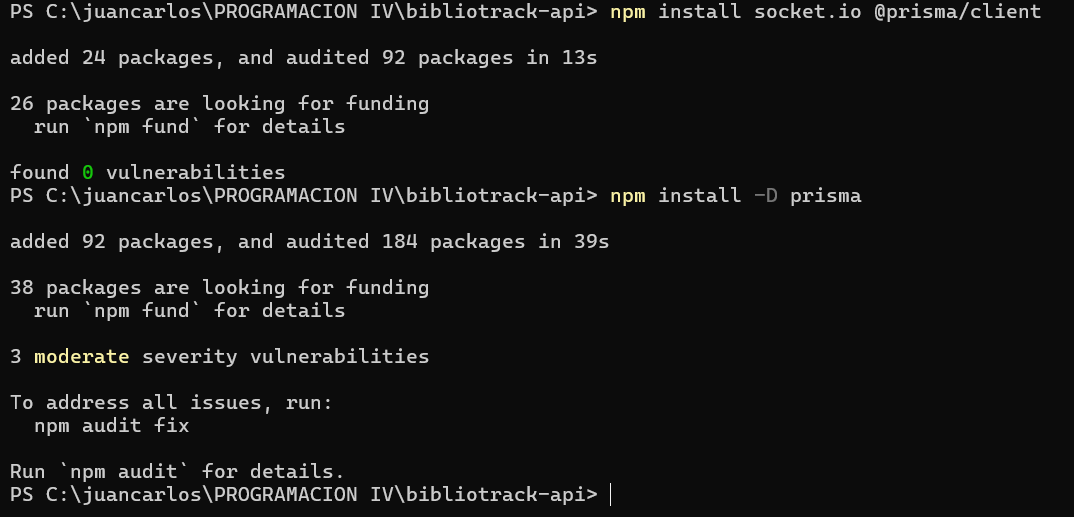 PS C:\juancarlos\PROGRAMACION IV\bibliotrack-api> npm install socket.io @prisma/client
added 24 packages, and audited 92 packages in 13s
26 packages are looking for funding
  run `npm fund` for details
found 0 vulnerabilities
PS C:\juancarlos\PROGRAMACION IV\bibliotrack-api> npm install -D prisma
added 92 packages, and audited 184 packages in 39s
38 packages are looking for funding
  run `npm fund` for details
3 moderate severity vulnerabilities
To address all issues, run:
  npm audit fix
Run `npm audit` for details.
PS C:\juancarlos\PROGRAMACION IV\bibliotrack-api>